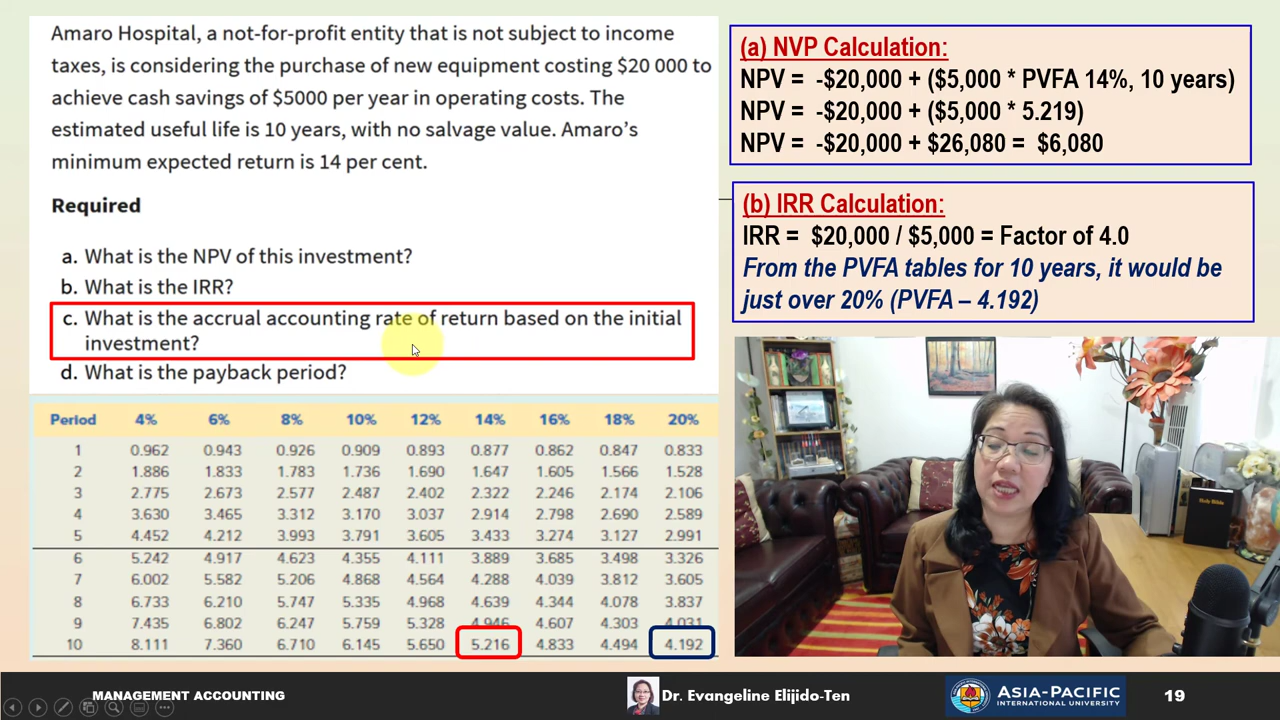 Amaro Hospital, a not-for-profit entity that is not subject to income
taxes, is considering the purchase of new equipment costing $20 000 to
achieve cash savings of $5000 per year in operating costs. The
estimated useful life is 10 years, with no salvage value. Amaro's
minimum expected return is 14 per cent.
Required
a. What is the NPV of this investment?
b. What is the IRR?
c. What is the accrual accounting rate of return based on the initial
investment?
d. What is the payback period?
Period 4% 6% 8% 10% 12% 14% 16% 18% 20%
1 0.962 0.943 0.926 0.909 0.893 0.877 0.862 0.847 0.833
2 1.886 1.833 1.783 1.736 1.690 1.647 1.605 1.566 1.528
3 2.775 2.673 2.577 2.487 2.402 2.322 2.246 2.174 2.106
4 3.630 3.465 3.312 3.170 3.037 2.914 2.798 2.690 2.589
5 4.452 4.212 3.993 3.791 3.605 3.433 3.274 3.127 2.991
6 5.242 4.917 4.623 4.355 4.111 3.889 3.685 3.498 3.326
7 6.002 5.582 5.206 4.868 4.564 4.288 4.039 3.812 3.605
8 6.733 6.210 5.747 5.335 4.968 4.639 4.344 4.078 3.837
9 7.435 6.802 6.247 5.759 5.328 4.946 4.607 4.303 4.031
10 8.111 7.360 6.710 6.145 5.650 5.216 4.833 4.494 4.192
(a) NVP Calculation:
NPV = -$20,000 + ($5,000 * PVFA 14%, 10 years)
NPV = -$20,000 + ($5,000 * 5.219)
NPV = -$20,000 + $26,080 = $6,080
(b) IRR Calculation:
IRR = $20,000 / $5,000 = Factor of 4.0
From the PVFA tables for 10 years, it would be
just over 20% (PVFA – 4.192)
Holy Bible
MANAGEMENT ACCOUNTING
Dr. Evangeline Elijido-Ten
ASIA-PACIFIC
INTERNATIONAL UNIVERSITY
19